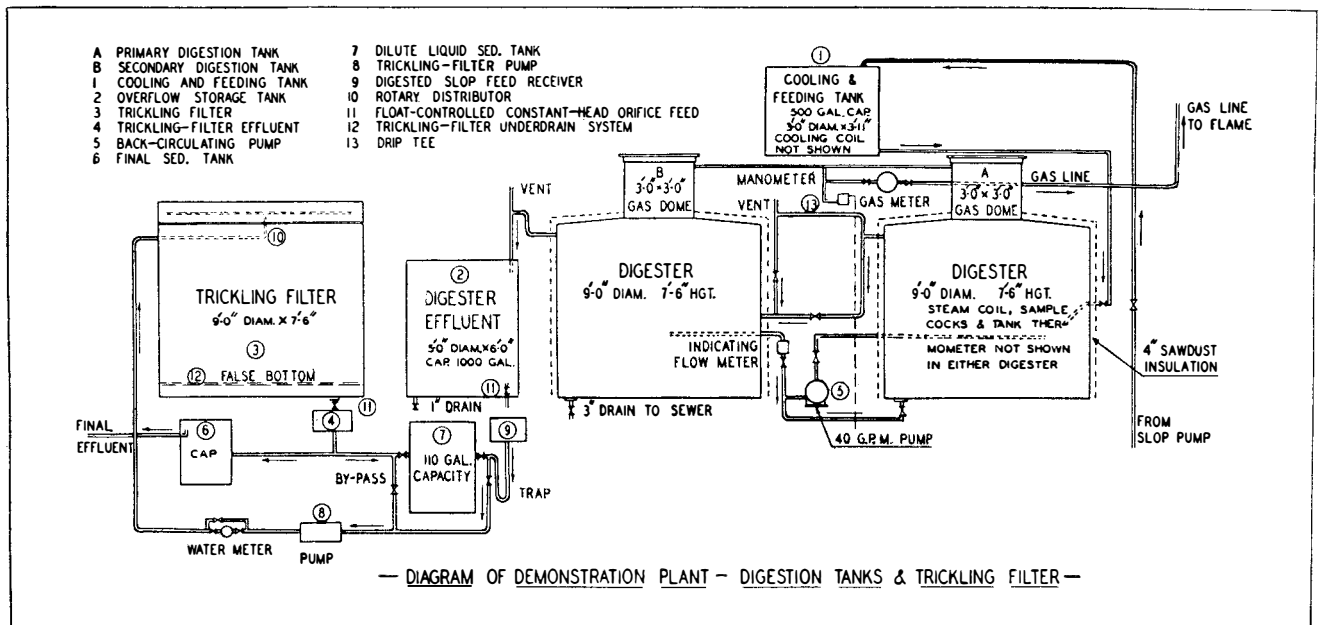 A PRIMARY DIGESTION TANK
B SECONDARY DIGESTION TANK
1 COOLING AND FEEDING TANK
2 OVERFLOW STORAGE TANK
3 TRICKLING FILTER
4 TRICKLING-FILTER EFFLUENT
5 BACK-CIRCULATING PUMP
6 FINAL SED. TANK
7 DILUTE LIQUID SED. TANK
8 TRICKLING-FILTER PUMP
9 DIGESTED SLOP FEED RECEIVER
10 ROTARY DISTRIBUTOR
11 FLOAT-CONTROLLED CONSTANT-HEAD ORIFICE FEED
12 TRICKLING-FILTER UNDERDRAIN SYSTEM
13 DRIP TEE
1
COOLING &
FEEDING TANK
500 GAL. CAP.
3'-0" DIAM. × 3'-11"
COOLING COIL
NOT SHOWN
GAS LINE
TO FLAME
B
3'-0" × 3'-0"
GAS DOME
MANOMETER
GAS METER
A
3'-0" × 3'-0"
GAS DOME
GAS LINE
VENT
VENT
13
10
TRICKLING FILTER
9'-0" DIAM. × 7'-6"
3
12 FALSE BOTTOM
11
2
DIGESTER
EFFLUENT
5'-0" DIAM. × 6'-0"
CAP. 1000 GAL.
11
1" DRAIN
DIGESTER
9'-0" DIAM. 7'-6" HGT.
INDICATING
FLOW METER
3" DRAIN TO SEWER
5
40 G.P.M. PUMP
DIGESTER
9'-0" DIAM. 7'-6" HGT.
STEAM COIL, SAMPLE
COCKS & TANK THER-
MOMETER NOT SHOWN
IN EITHER DIGESTER
4" SAWDUST
INSULATION
FROM
SLOP PUMP
4
FINAL
EFFLUENT
6
CAP.
BY-PASS
7
110 GAL.
CAPACITY
9
TRAP
WATER METER
8
PUMP
— DIAGRAM OF DEMONSTRATION PLANT — DIGESTION TANKS & TRICKLING FILTER —